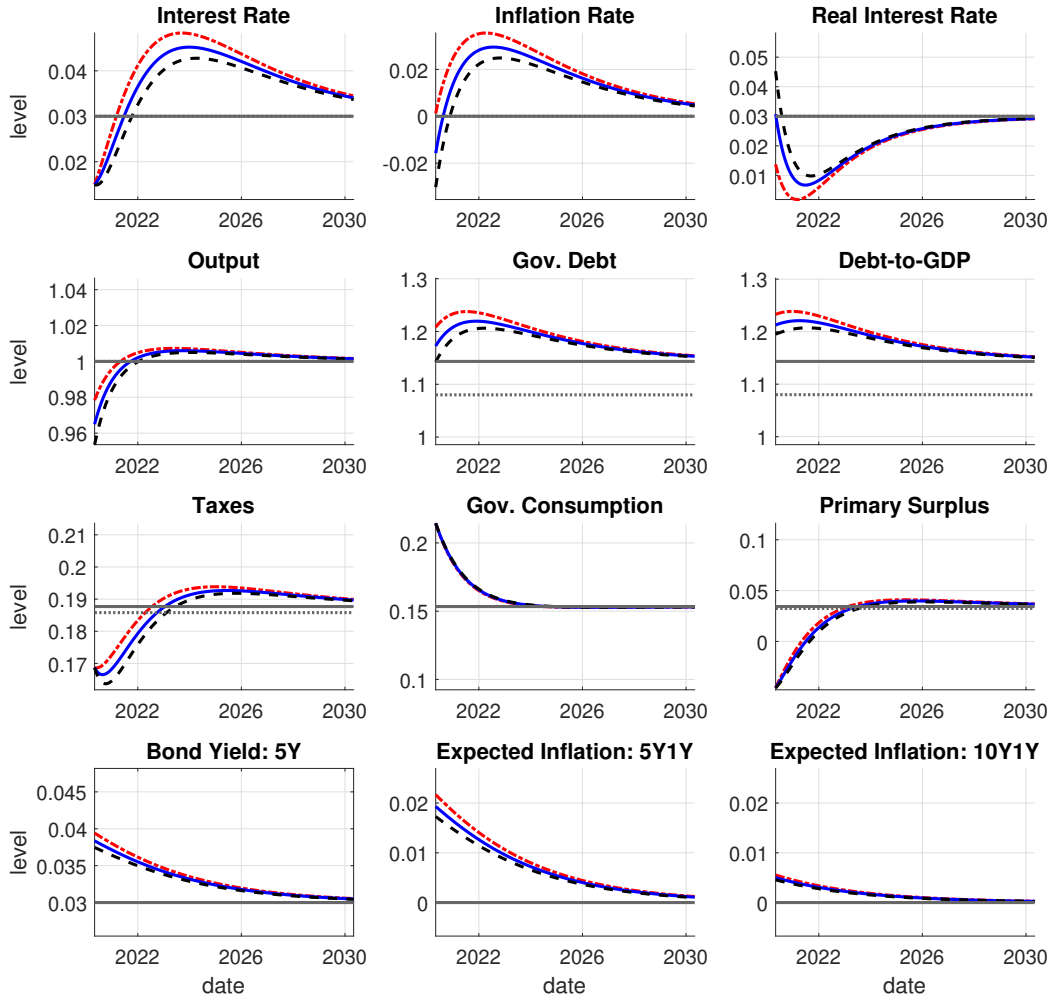 Interest Rate Inflation Rate Real Interest Rate
level
0.04
0.03
0.02
2022 2026 2030
0.02
0
-0.02
2022 2026 2030
0.05
0.04
0.03
0.02
0.01
2022 2026 2030
Output Gov. Debt Debt-to-GDP
level
1.04
1.02
1
0.98
0.96
2022 2026 2030
1.3
1.2
1.1
1
2022 2026 2030
1.3
1.2
1.1
1
2022 2026 2030
Taxes Gov. Consumption Primary Surplus
level
0.21
0.2
0.19
0.18
0.17
2022 2026 2030
0.2
0.15
0.1
2022 2026 2030
0.1
0.05
0
2022 2026 2030
Bond Yield: 5Y Expected Inflation: 5Y1Y Expected Inflation: 10Y1Y
level
0.045
0.04
0.035
0.03
2022 2026 2030
date
0.02
0.01
0
2022 2026 2030
date
0.02
0.01
0
2022 2026 2030
date